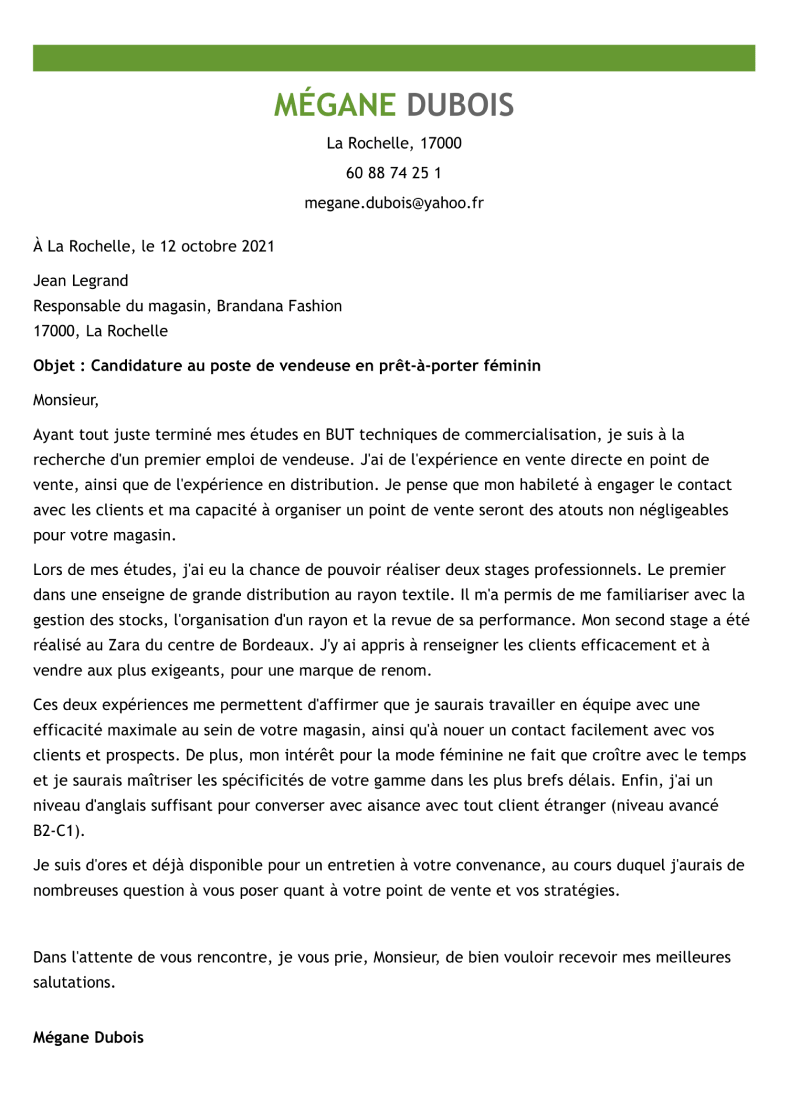 MÉGANE DUBOIS
La Rochelle, 17000
60 88 74 25 1
megane.dubois@yahoo.fr
À La Rochelle, le 12 octobre 2021
Jean Legrand
Responsable du magasin, Brandana Fashion
17000, La Rochelle
Objet : Candidature au poste de vendeuse en prêt-à-porter féminin
Monsieur,
Ayant tout juste terminé mes études en BUT techniques de commercialisation, je suis à la
recherche d'un premier emploi de vendeuse. J'ai de l'expérience en vente directe en point de
vente, ainsi que de l'expérience en distribution. Je pense que mon habileté à engager le contact
avec les clients et ma capacité à organiser un point de vente seront des atouts non négligeables
pour votre magasin.
Lors de mes études, j'ai eu la chance de pouvoir réaliser deux stages professionnels. Le premier
dans une enseigne de grande distribution au rayon textile. Il m'a permis de me familiariser avec la
gestion des stocks, l'organisation d'un rayon et la revue de sa performance. Mon second stage a été
réalisé au Zara du centre de Bordeaux. J'y ai appris à renseigner les clients efficacement et à
vendre aux plus exigeants, pour une marque de renom.
Ces deux expériences me permettent d'affirmer que je saurais travailler en équipe avec une
efficacité maximale au sein de votre magasin, ainsi qu'à nouer un contact facilement avec vos
clients et prospects. De plus, mon intérêt pour la mode féminine ne fait que croître avec le temps
et je saurais maîtriser les spécificités de votre gamme dans les plus brefs délais. Enfin, j'ai un
niveau d'anglais suffisant pour converser avec aisance avec tout client étranger (niveau avancé
B2-C1).
Je suis d'ores et déjà disponible pour un entretien à votre convenance, au cours duquel j'aurais de
nombreuses question à vous poser quant à votre point de vente et vos stratégies.
Dans l'attente de vous rencontre, je vous prie, Monsieur, de bien vouloir recevoir mes meilleures
salutations.
Mégane Dubois